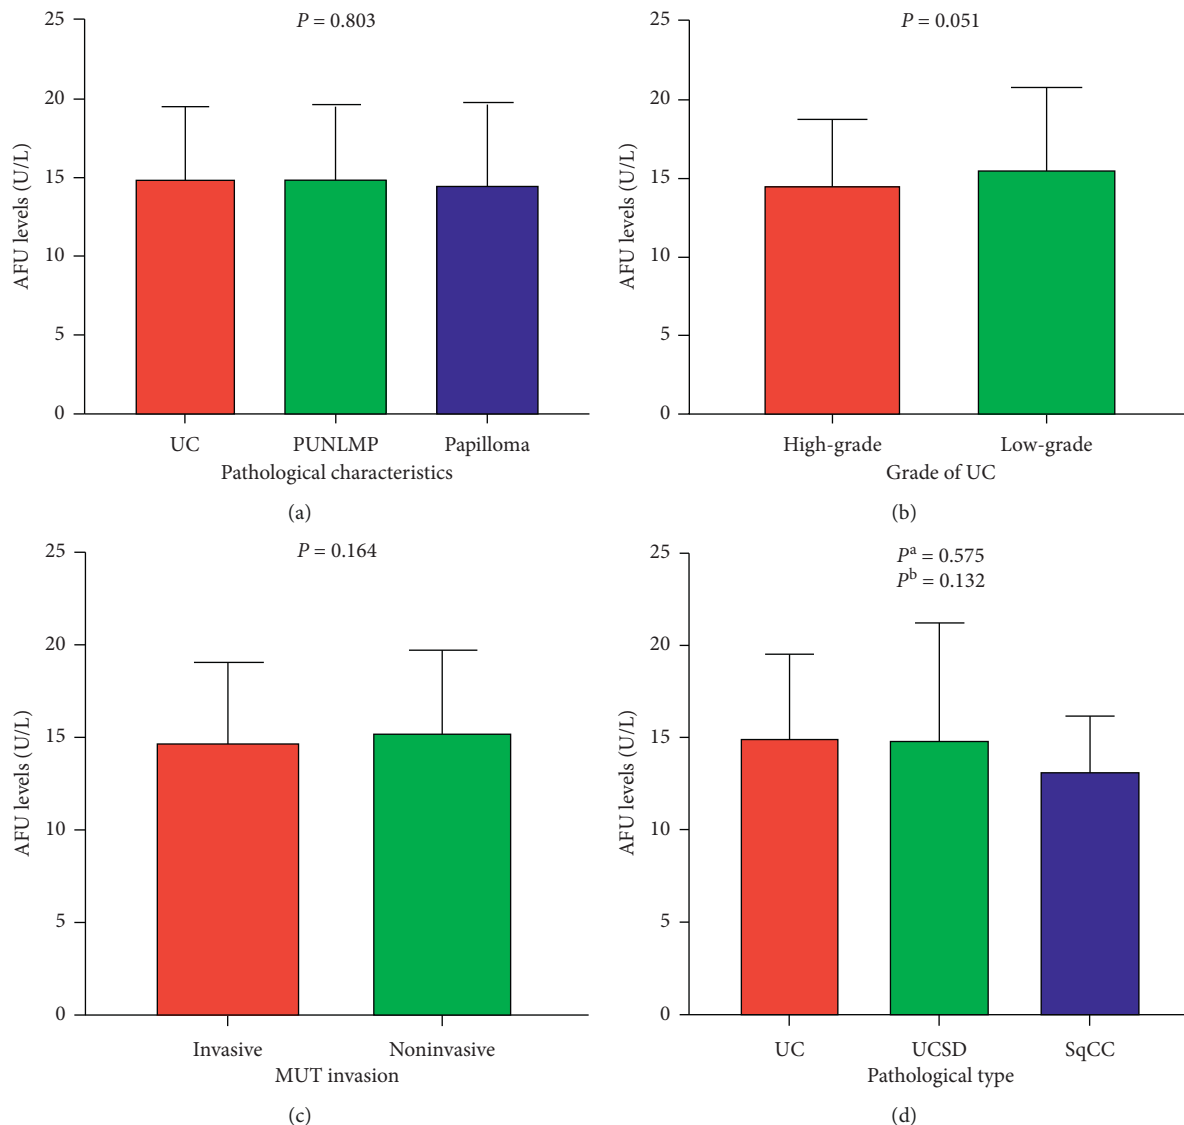 P = 0.803
25
20
15
10
5
0
AFU levels (U/L)
UC PUNLMP Papilloma
Pathological characteristics
(a)
P = 0.051
25
20
15
10
5
0
AFU levels (U/L)
High-grade Low-grade
Grade of UC
(b)
P = 0.164
25
20
15
10
5
0
AFU levels (U/L)
Invasive Noninvasive
MUT invasion
(c)
Pᵃ = 0.575
Pᵇ = 0.132
25
20
15
10
5
0
AFU levels (U/L)
UC UCSD SqCC
Pathological type
(d)